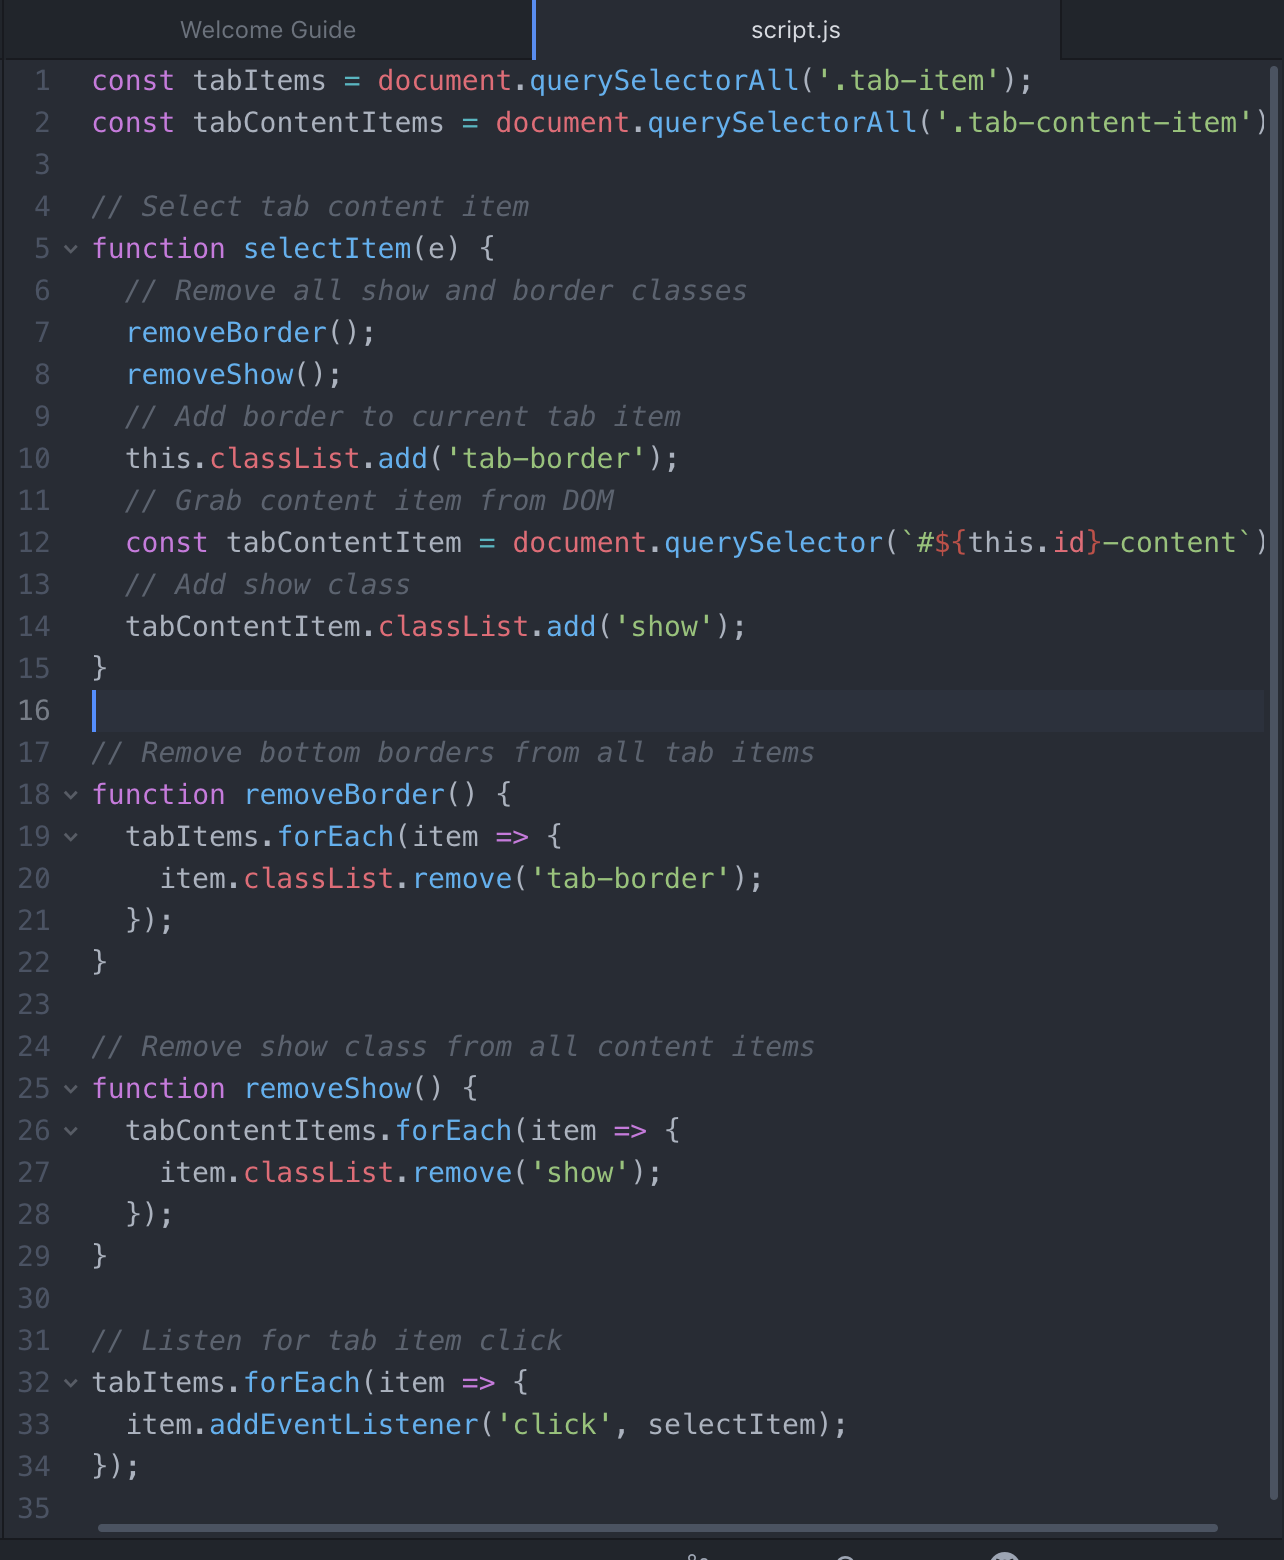 Welcome Guide
script.js
1 const tabItems = document.querySelectorAll('.tab-item');
2 const tabContentItems = document.querySelectorAll('.tab-content-item')
3
4 // Select tab content item
5 function selectItem(e) {
6   // Remove all show and border classes
7   removeBorder();
8   removeShow();
9   // Add border to current tab item
10   this.classList.add('tab-border');
11   // Grab content item from DOM
12   const tabContentItem = document.querySelector(`#${this.id}-content`)
13   // Add show class
14   tabContentItem.classList.add('show');
15 }
16
17 // Remove bottom borders from all tab items
18 function removeBorder() {
19   tabItems.forEach(item => {
20     item.classList.remove('tab-border');
21   });
22 }
23
24 // Remove show class from all content items
25 function removeShow() {
26   tabContentItems.forEach(item => {
27     item.classList.remove('show');
28   });
29 }
30
31 // Listen for tab item click
32 tabItems.forEach(item => {
33   item.addEventListener('click', selectItem);
34 });
35